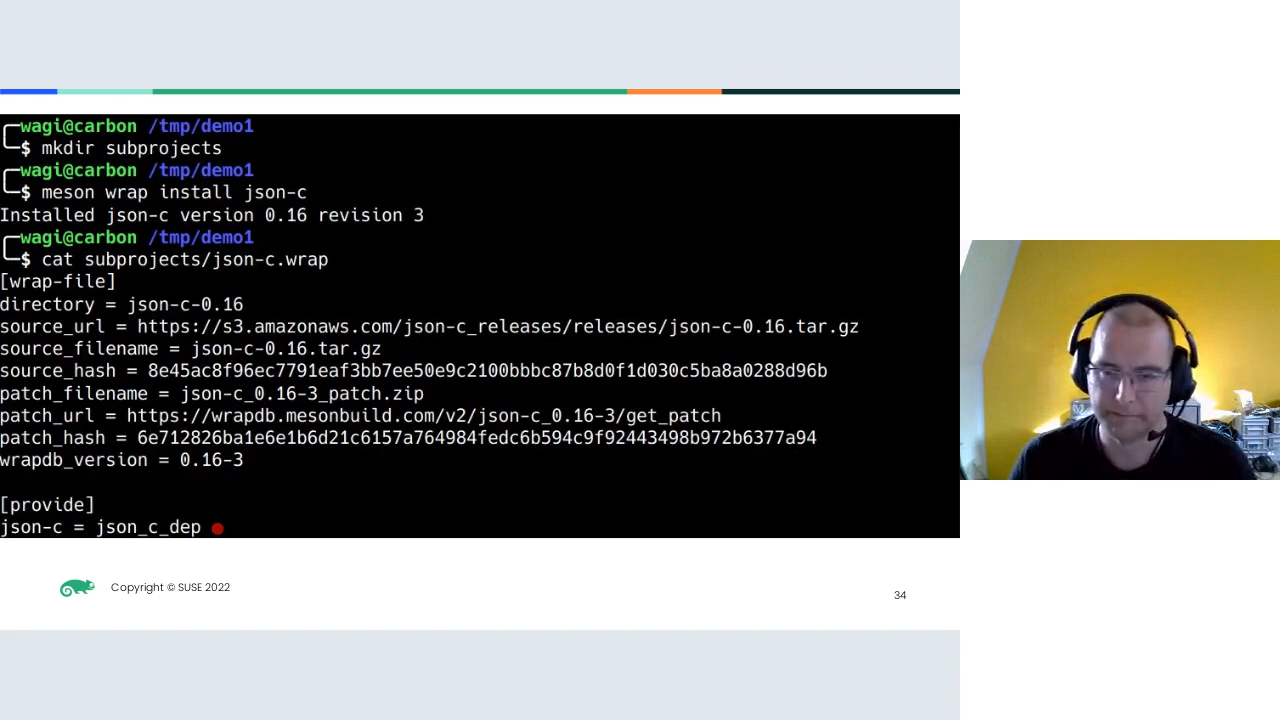 wagi@carbon /tmp/demo1
$ mkdir subprojects
wagi@carbon /tmp/demo1
$ meson wrap install json-c
Installed json-c version 0.16 revision 3
wagi@carbon /tmp/demo1
$ cat subprojects/json-c.wrap
[wrap-file]
directory = json-c-0.16
source_url = https://s3.amazonaws.com/json-c_releases/releases/json-c-0.16.tar.gz
source_filename = json-c-0.16.tar.gz
source_hash = 8e45ac8f96ec7791eaf3bb7ee50e9c2100bbbc87b8d0f1d030c5ba8a0288d96b
patch_filename = json-c_0.16-3_patch.zip
patch_url = https://wrapdb.mesonbuild.com/v2/json-c_0.16-3/get_patch
patch_hash = 6e712826ba1e6e1b6d21c6157a764984fedc6b594c9f92443498b972b6377a94
wrapdb_version = 0.16-3
[provide]
json-c = json_c_dep
Copyright © SUSE 2022
34